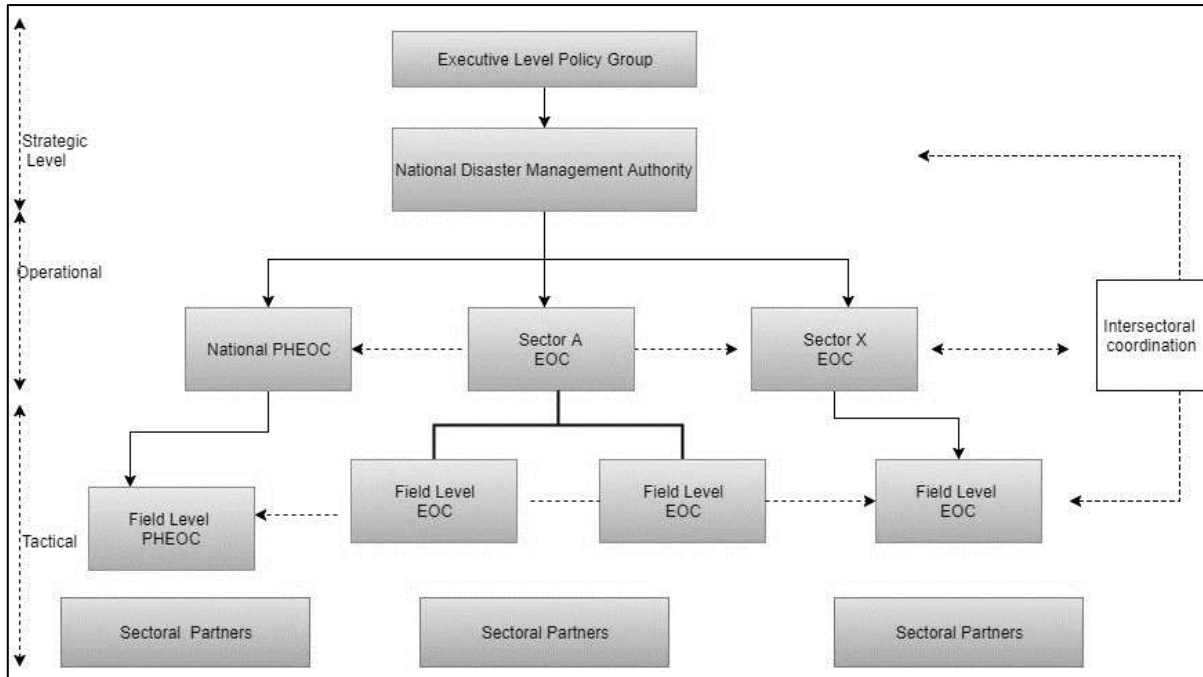 Executive Level Policy Group
Strategic
Level
National Disaster Management Authority
Operational
National PHEOC
Sector A
EOC
Sector X
EOC
Intersectoral
coordination
Field Level
EOC
Field Level
EOC
Field Level
EOC
Field Level
PHEOC
Tactical
Sectoral Partners
Sectoral Partners
Sectoral Partners